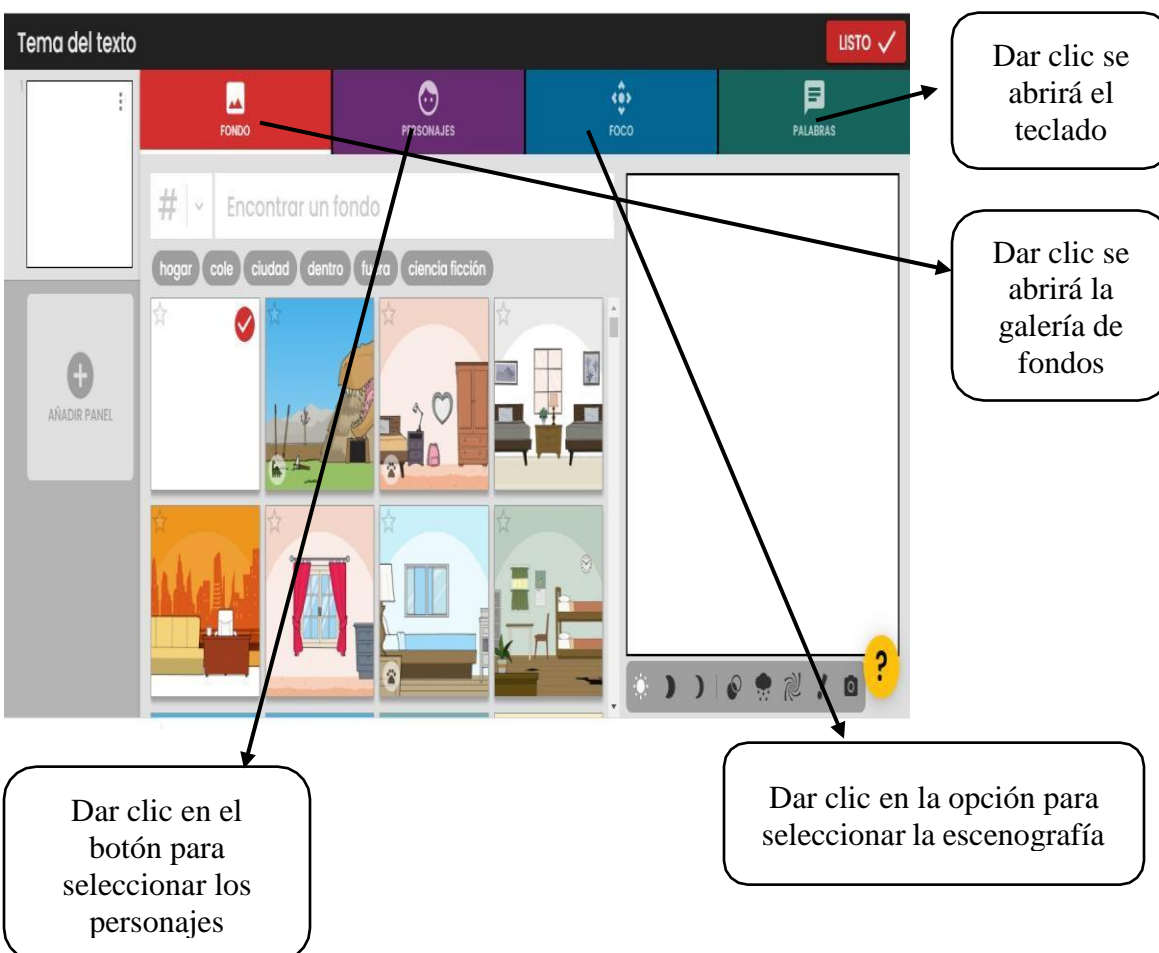 Tema del texto
LISTO
1
FONDO
PERSONAJES
FOCO
PALABRAS
# Encontrar un fondo
hogar cole ciudad dentro fuera ciencia ficción
AÑADIR PANEL
?
Dar clic se
abrirá el
teclado
Dar clic se
abrirá la
galería de
fondos
Dar clic en el
botón para
seleccionar los
personajes
Dar clic en la opción para
seleccionar la escenografía